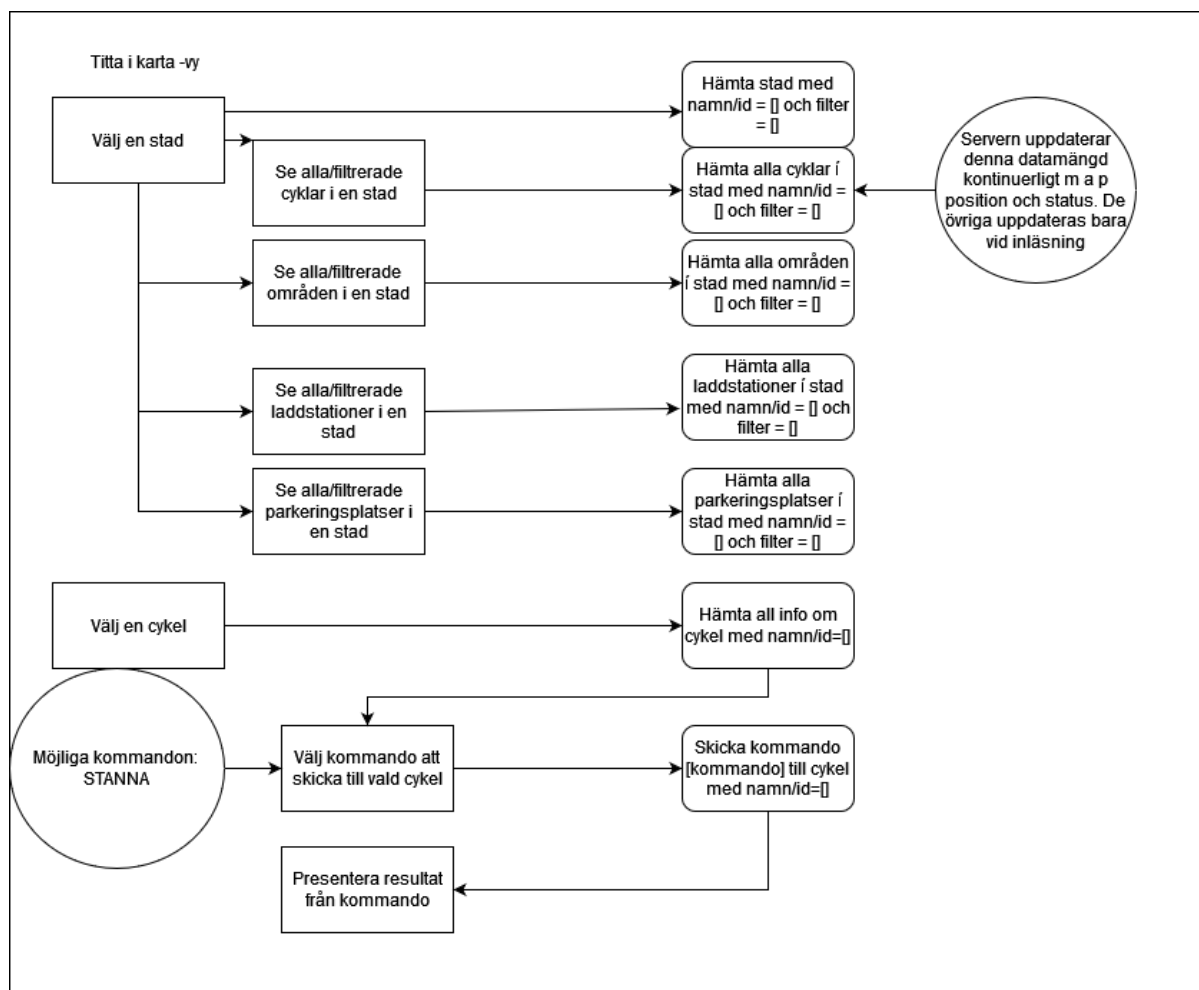 Titta i karta -vy
Välj en stad
Hämta stad med
namn/id = [] och filter
= []
Se alla/filtrerade
cyklar i en stad
Hämta alla cyklar í
stad med namn/id =
[] och filter = []
Servern uppdaterar
denna datamängd
kontinuerligt m a p
position och status. De
övriga uppdateras bara
vid inläsning
Se alla/filtrerade
områden i en stad
Hämta alla områden
í stad med namn/id =
[] och filter = []
Se alla/filtrerade
laddstationer i en
stad
Hämta alla
laddstationer í stad
med namn/id = [] och
filter = []
Se alla/filtrerade
parkeringsplatser i
en stad
Hämta alla
parkeringsplatser í
stad med namn/id =
[] och filter = []
Välj en cykel
Hämta all info om
cykel med namn/id=[]
Möjliga kommandon:
STANNA
Välj kommando att
skicka till vald cykel
Skicka kommando
[kommando] till cykel
med namn/id=[]
Presentera resultat
från kommando